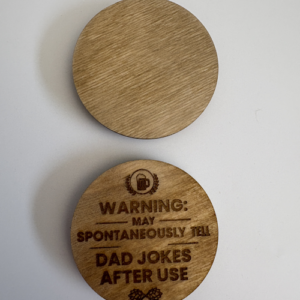 WARNING:
MAY
SPONTANEOUSLY TELL
DAD JOKES
AFTER USE